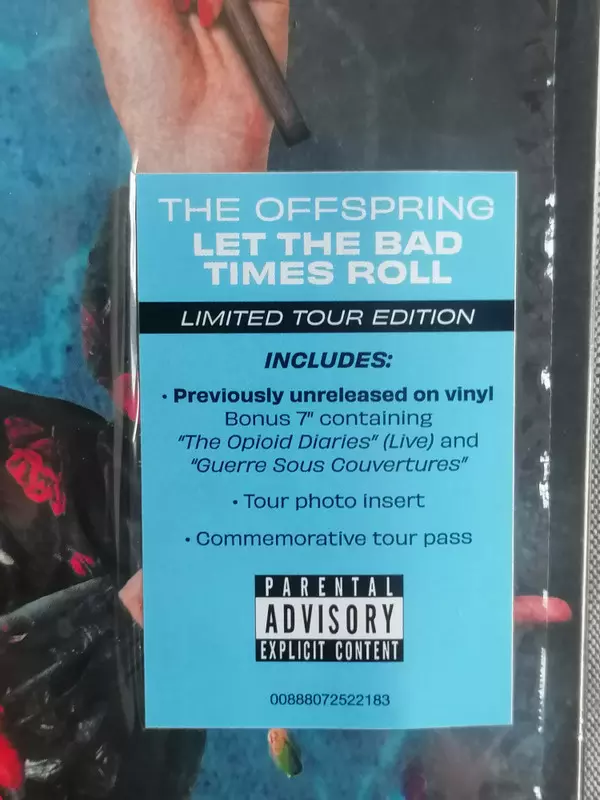 THE OFFSPRING
LET THE BAD
TIMES ROLL
LIMITED TOUR EDITION
INCLUDES:
• Previously unreleased on vinyl
Bonus 7" containing
"The Opioid Diaries" (Live) and
"Guerre Sous Couvertures"
• Tour photo insert
• Commemorative tour pass
PARENTAL
ADVISORY
EXPLICIT CONTENT
00888072522183